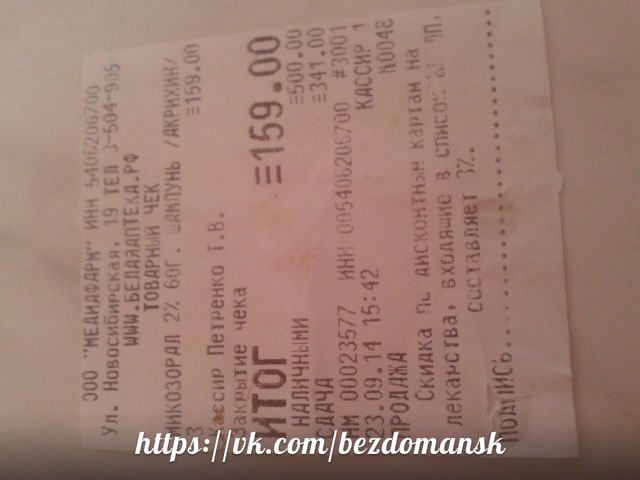 ООО "МЕДИАФАРМ" ИНН 5406206700
Ул. Новосибирская, 19 ТЕЛ 3-504-905
WWW.БЕЛАЯАПТЕКА.РФ
ТОВАРНЫЙ ЧЕК
МИКОЗОРАЛ 2% 60Г. ШАМПУНЬ /АКРИХИН/
3 ≡159.00
Кассир Петренко Т.В.
Закрытие чека
ИТОГ ≡159.00
НАЛИЧНЫМИ ≡500.00
СДАЧА ≡341.00
НМ 00023577 ИНН 005406206700 #3001
23.09.14 15:42 КАССИР 1
ПРОДАЖА №0048
Скидка по дисконтным картам на
лекарства, входящие в список
составляет 3%.
ПОДПИСЬ..............................
https://vk.com/bezdomansk